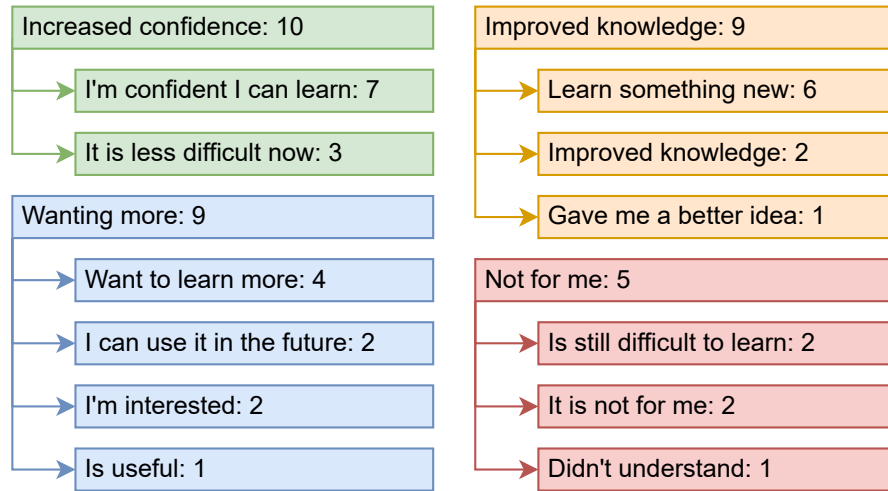 Increased confidence: 10
I'm confident I can learn: 7
It is less difficult now: 3
Wanting more: 9
Want to learn more: 4
I can use it in the future: 2
I'm interested: 2
Is useful: 1
Improved knowledge: 9
Learn something new: 6
Improved knowledge: 2
Gave me a better idea: 1
Not for me: 5
Is still difficult to learn: 2
It is not for me: 2
Didn't understand: 1